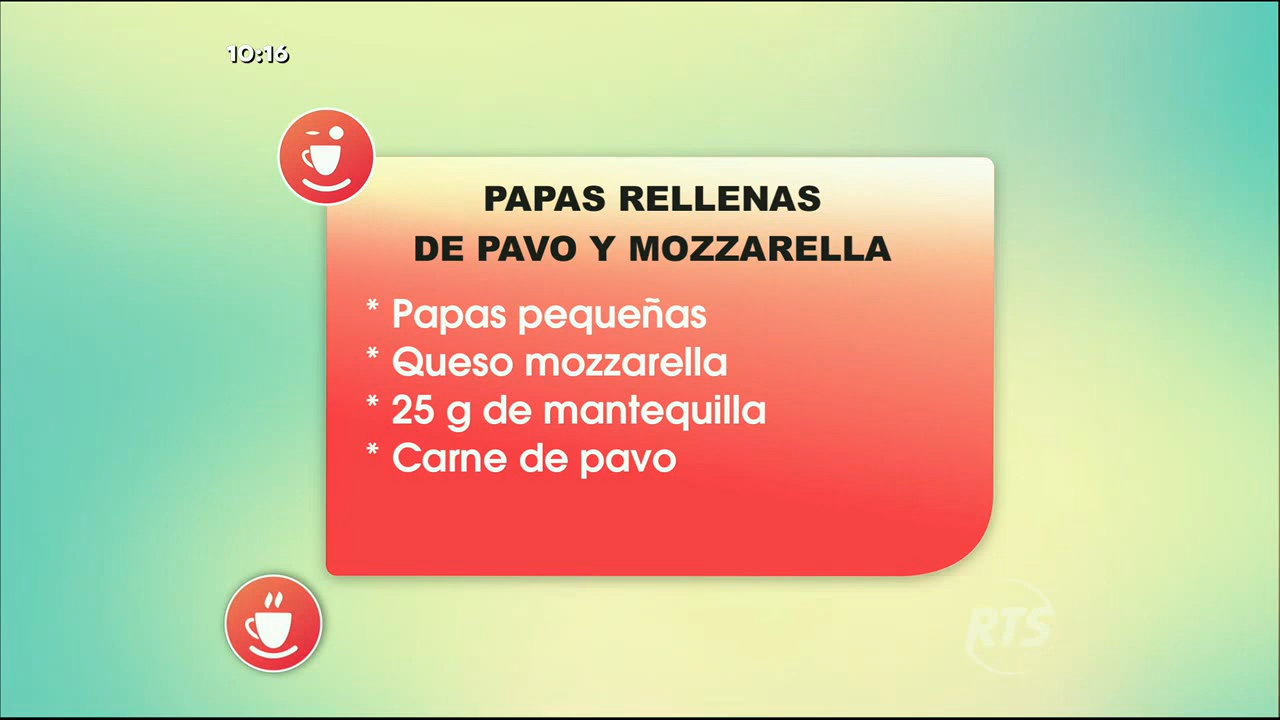 10:16
PAPAS RELLENAS
DE PAVO Y MOZZARELLA
* Papas pequeñas
* Queso mozzarella
* 25 g de mantequilla
* Carne de pavo
RTS